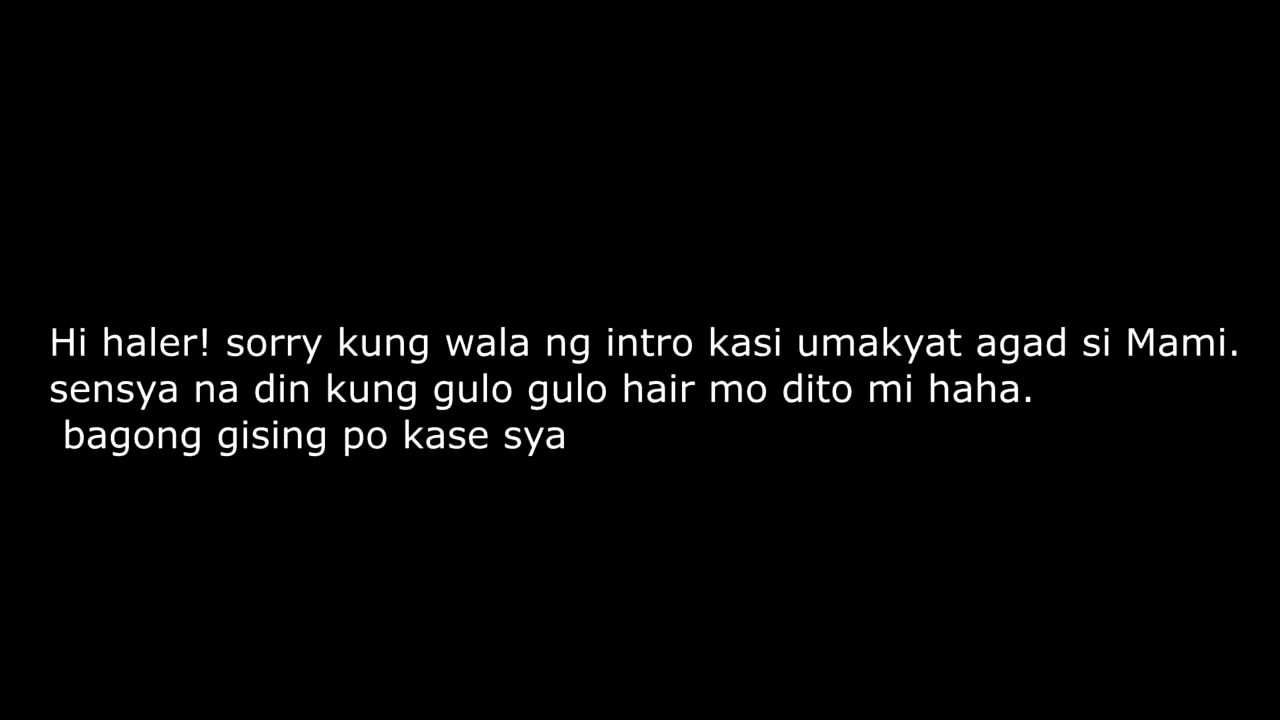 Hi haler! sorry kung wala ng intro kasi umakyat agad si Mami.
sensya na din kung gulo gulo hair mo dito mi haha.
bagong gising po kase sya